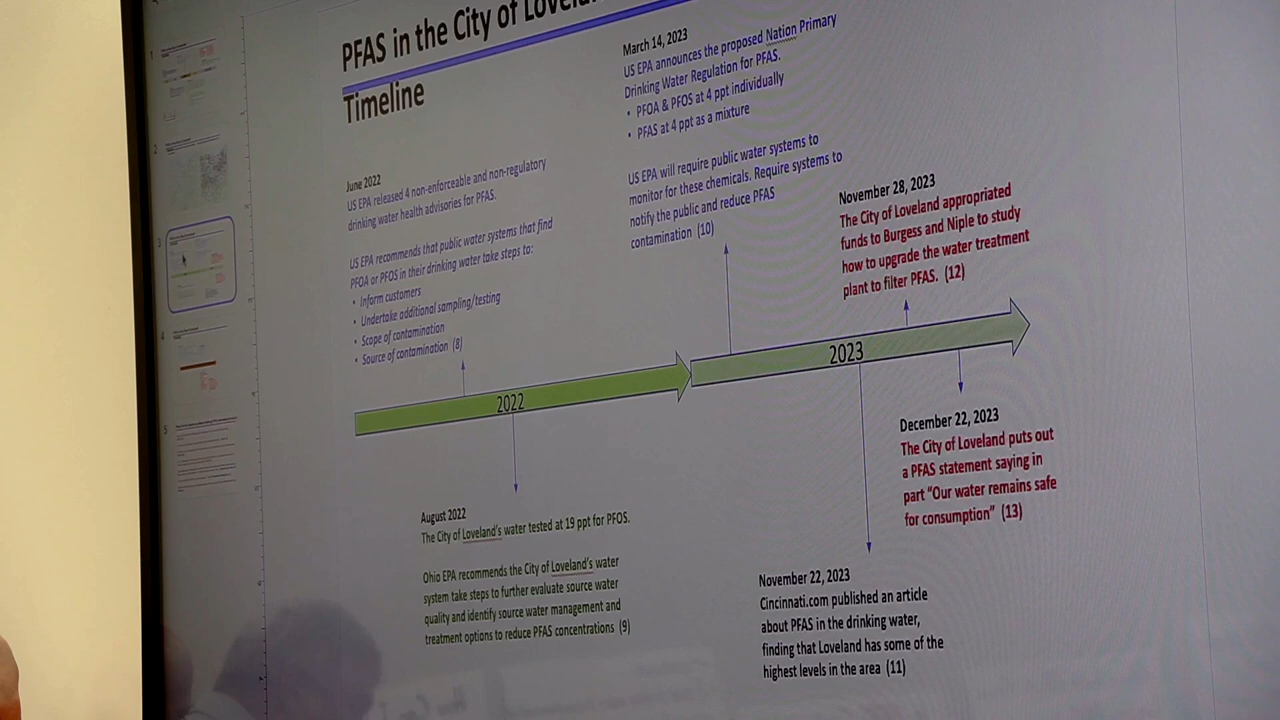 PFAS in the City of
Timeline
June 2022
US EPA released 4 non-enforceable and non-regulatory
drinking water health advisories for PFAS.
US EPA recommends that public water systems that find
PFOA or PFOS in their drinking water take steps to:
• Inform customers
• Undertake additional sampling/testing
• Scope of contamination
• Source of contamination (8)
March 14, 2023
US EPA announces the proposed Nation Primary
Drinking Water Regulation for PFAS.
• PFOA & PFOS at 4 ppt individually
• PFAS at 4 ppt as a mixture
US EPA will require public water systems to
monitor for these chemicals. Require systems to
notify the public and reduce PFAS
contamination (10)
November 28, 2023
The City of Loveland appropriated
funds to Burgess and Niple to study
how to upgrade the water treatment
plant to filter PFAS. (12)
2022
2023
August 2022
The City of Loveland's water tested at 19 ppt for PFOS.
Ohio EPA recommends the City of Loveland's water
system take steps to further evaluate source water
quality and identify source water management and
treatment options to reduce PFAS concentrations (9)
December 22, 2023
The City of Loveland puts out
a PFAS statement saying in
part "Our water remains safe
for consumption" (13)
November 22, 2023
Cincinnati.com published an article
about PFAS in the drinking water,
finding that Loveland has some of the
highest levels in the area (11)
1
2
3
4
5